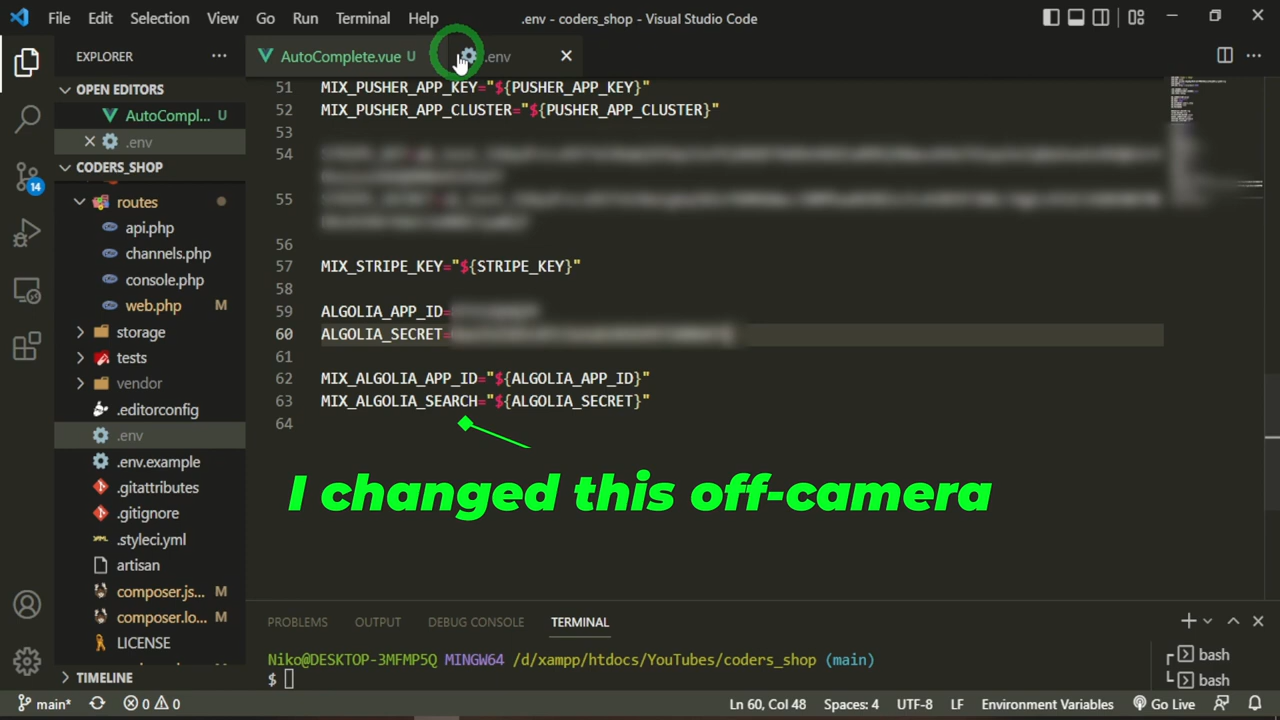 File Edit Selection View Go Run Terminal Help
.env - coders_shop - Visual Studio Code
EXPLORER
AutoComplete.vue U
.env
OPEN EDITORS
AutoCompl... U
.env
CODERS_SHOP
routes
api.php
channels.php
console.php
web.php M
storage
tests
vendor
.editorconfig
.env
.env.example
.gitattributes
.gitignore
.styleci.yml
artisan
composer.js... M
composer.lo... M
LICENSE
TIMELINE
14
51 MIX_PUSHER_APP_KEY="${PUSHER_APP_KEY}"
52 MIX_PUSHER_APP_CLUSTER="${PUSHER_APP_CLUSTER}"
53
54
55
56
57 MIX_STRIPE_KEY="${STRIPE_KEY}"
58
59 ALGOLIA_APP_ID=
60 ALGOLIA_SECRET=
61
62 MIX_ALGOLIA_APP_ID="${ALGOLIA_APP_ID}"
63 MIX_ALGOLIA_SEARCH="${ALGOLIA_SECRET}"
64
I changed this off-camera
PROBLEMS OUTPUT DEBUG CONSOLE TERMINAL
Niko@DESKTOP-3MFMP5Q MINGW64 /d/xampp/htdocs/YouTubes/coders_shop (main)
$
bash
bash
main* 0 0
Ln 60, Col 48 Spaces: 4 UTF-8 LF Environment Variables Go Live